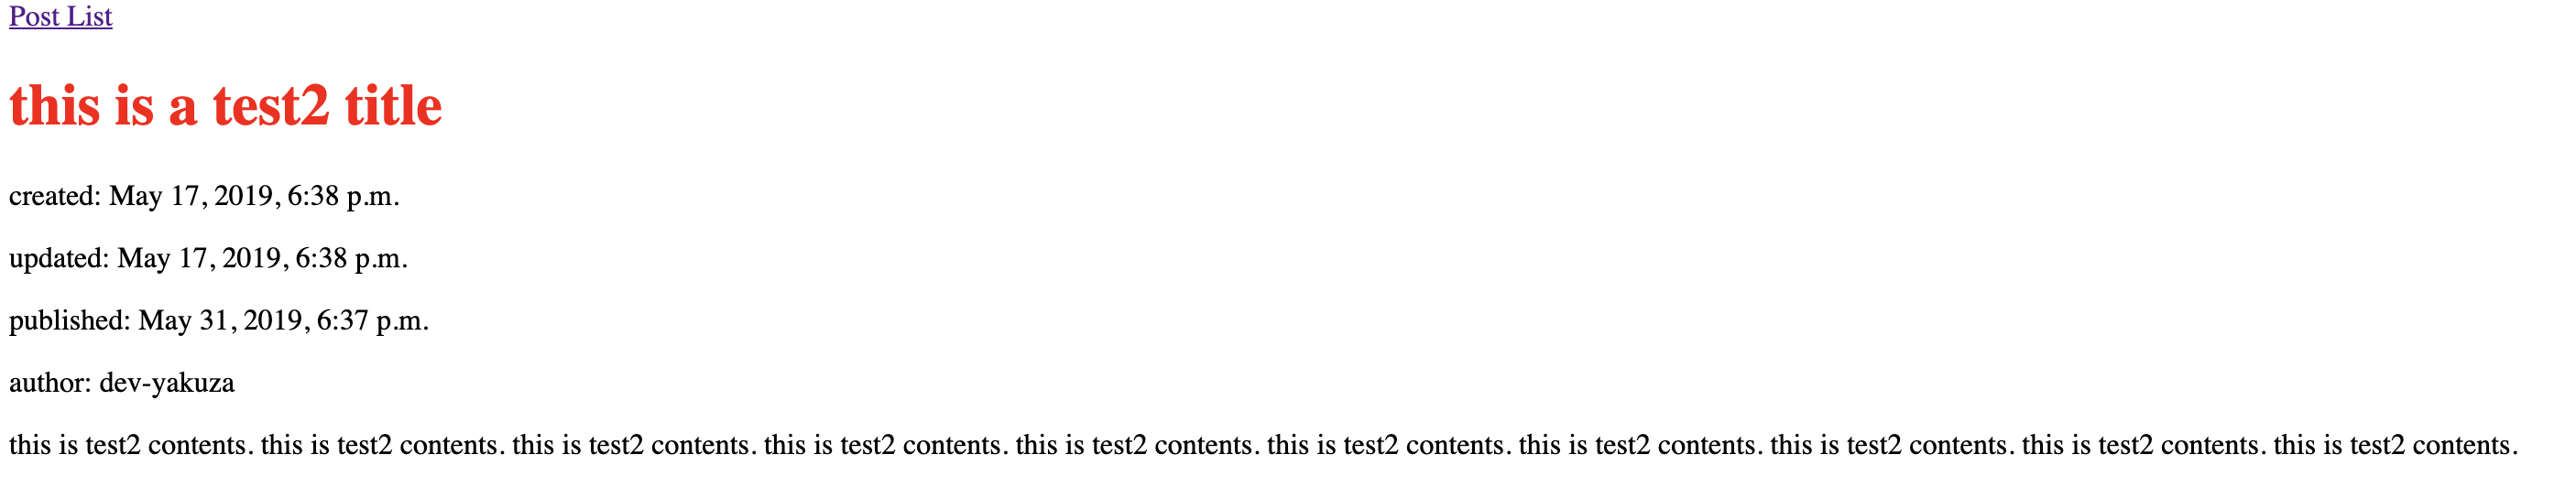 Post List
this is a test2 title
created: May 17, 2019, 6:38 p.m.
updated: May 17, 2019, 6:38 p.m.
published: May 31, 2019, 6:37 p.m.
author: dev-yakuza
this is test2 contents. this is test2 contents. this is test2 contents. this is test2 contents. this is test2 contents. this is test2 contents. this is test2 contents. this is test2 contents. this is test2 contents. this is test2 contents.